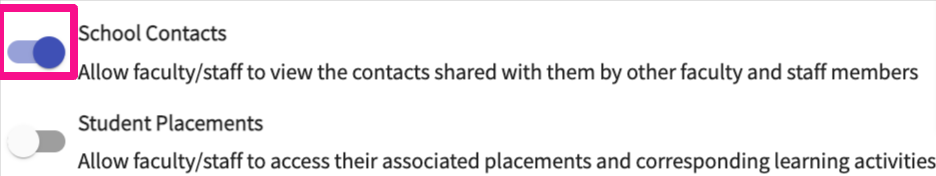 School Contacts
Allow faculty/staff to view the contacts shared with them by other faculty and staff members
Student Placements
Allow faculty/staff to access their associated placements and corresponding learning activities